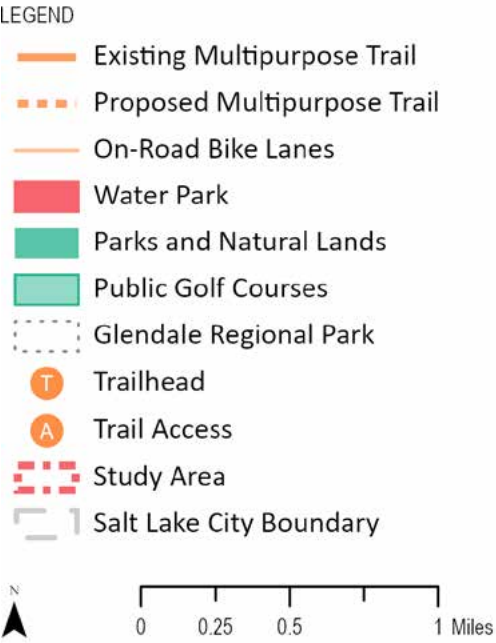 LEGEND
Existing Multipurpose Trail
Proposed Multipurpose Trail
On-Road Bike Lanes
Water Park
Parks and Natural Lands
Public Golf Courses
Glendale Regional Park
T Trailhead
A Trail Access
Study Area
Salt Lake City Boundary
N
0 0.25 0.5 1 Miles